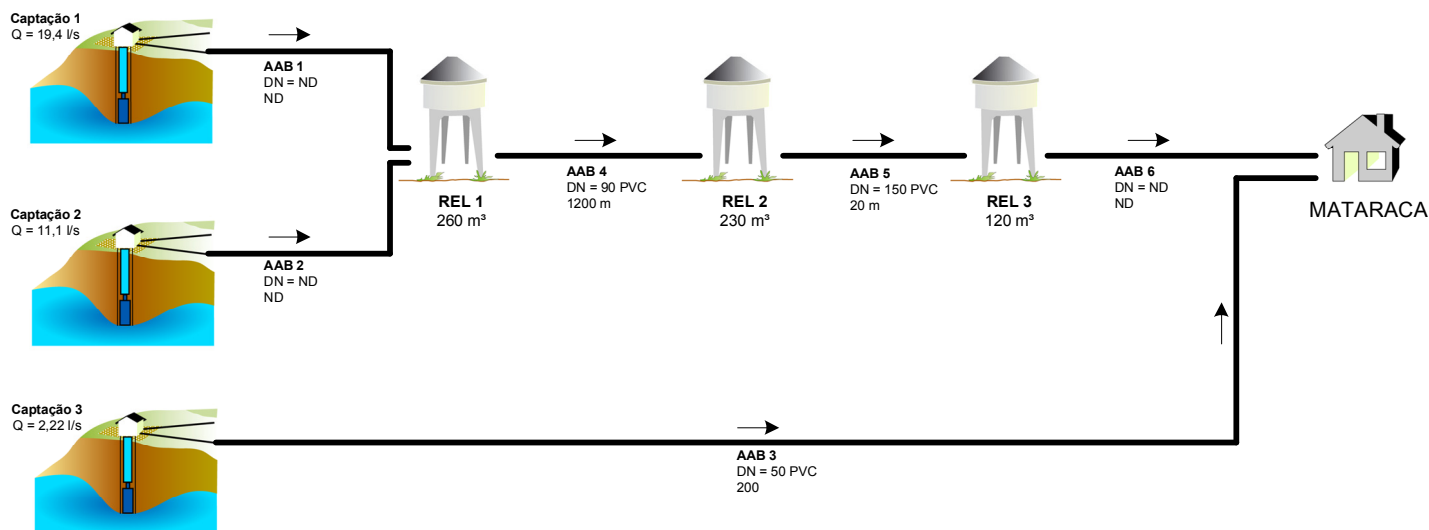 Captação 1
Q = 19,4 l/s
AAB 1
DN = ND
ND
Captação 2
Q = 11,1 l/s
AAB 2
DN = ND
ND
REL 1
260 m³
AAB 4
DN = 90 PVC
1200 m
REL 2
230 m³
AAB 5
DN = 150 PVC
20 m
REL 3
120 m³
AAB 6
DN = ND
ND
MATARACA
Captação 3
Q = 2,22 l/s
AAB 3
DN = 50 PVC
200